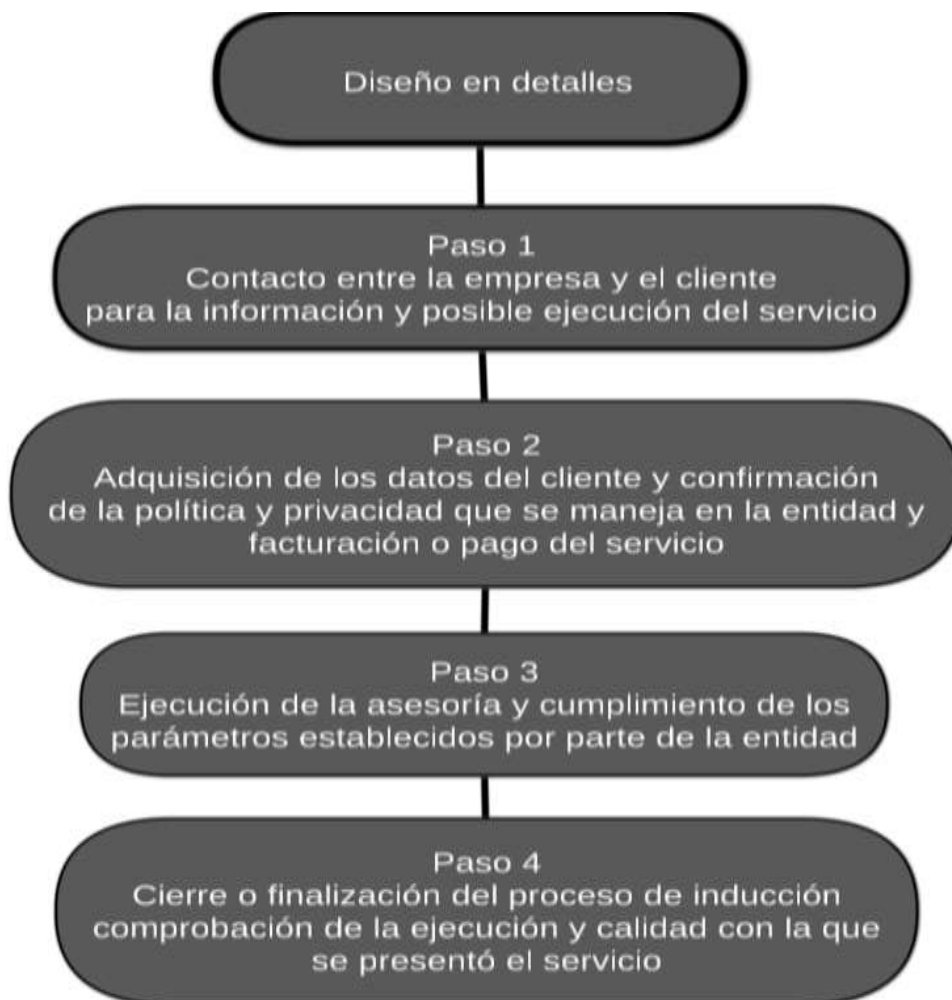 Diseño en detalles
Paso 1
Contacto entre la empresa y el cliente
para la información y posible ejecución del servicio
Paso 2
Adquisición de los datos del cliente y confirmación
de la política y privacidad que se maneja en la entidad y
facturación o pago del servicio
Paso 3
Ejecución de la asesoría y cumplimiento de los
parámetros establecidos por parte de la entidad
Paso 4
Cierre o finalización del proceso de inducción
comprobación de la ejecución y calidad con la que
se presentó el servicio